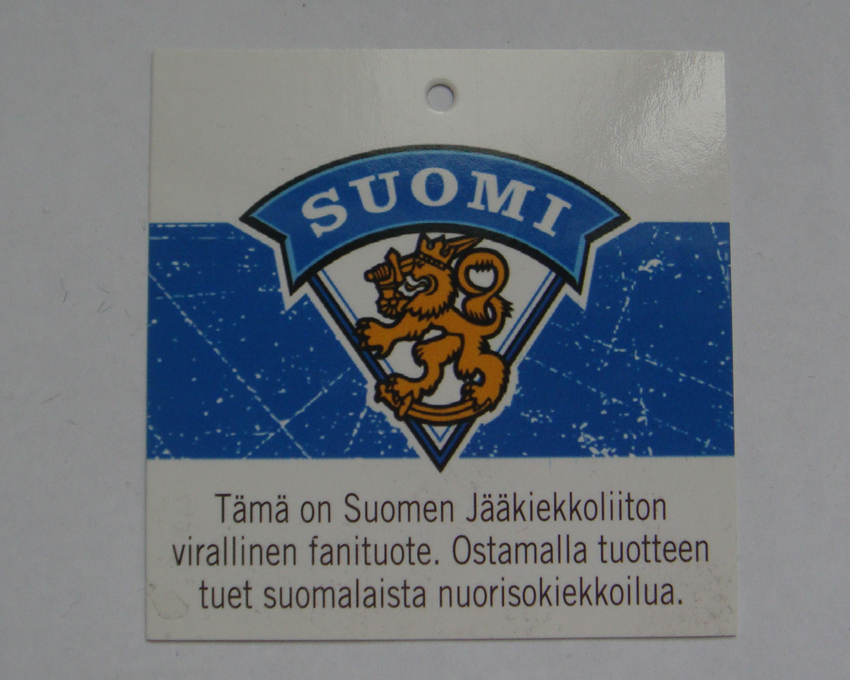 SUOMI
Tämä on Suomen Jääkiekkoliiton
virallinen fanituote. Ostamalla tuotteen
tuet suomalaista nuorisokiekkoilua.